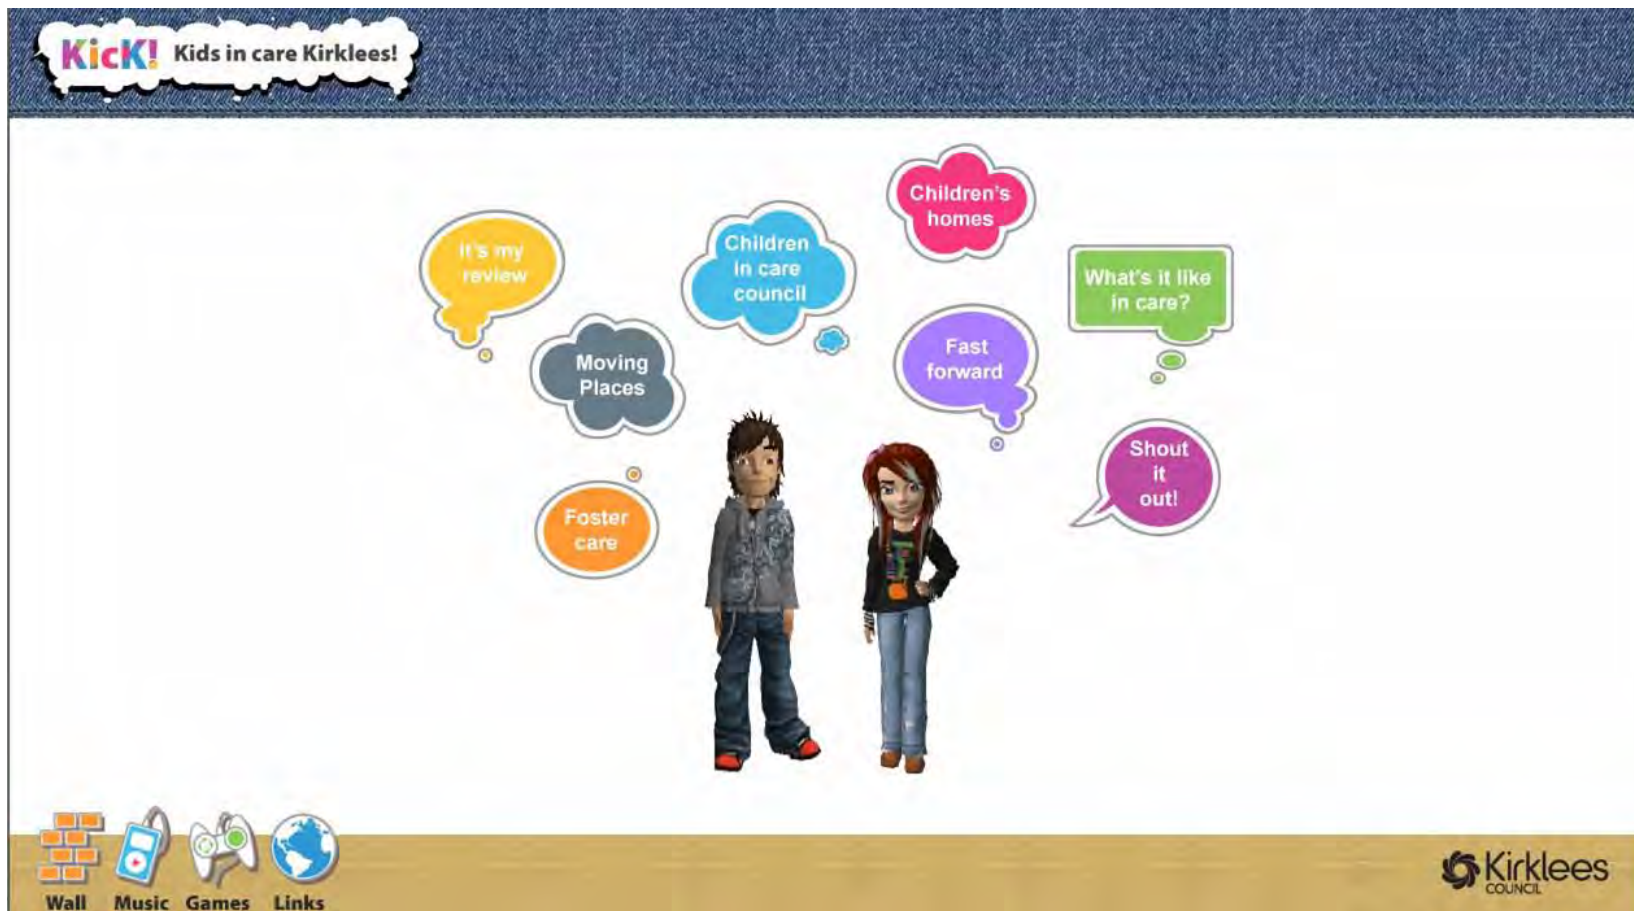 KicK! Kids in care Kirklees!
Children's
homes
It's my
review
Children
in care
council
What's it like
in care?
Moving
Places
Fast
forward
Shout
it
out!
Foster
care
Wall Music Games Links
Kirklees
COUNCIL